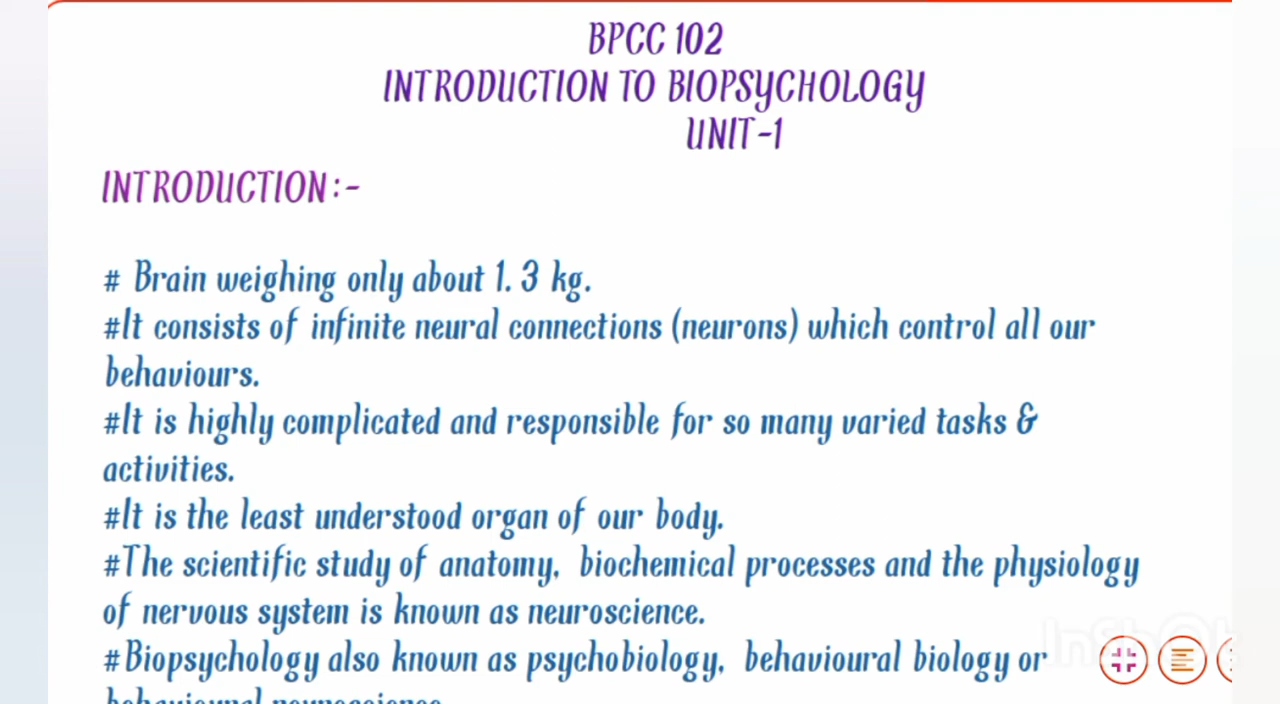 BPCC 102
INTRODUCTION TO BIOPSYCHOLOGY
UNIT-1
INTRODUCTION:-
# Brain weighing only about 1. 3 kg.
#It consists of infinite neural connections (neurons) which control all our
behaviours.
#It is highly complicated and responsible for so many varied tasks &
activities.
#It is the least understood organ of our body.
#The scientific study of anatomy, biochemical processes and the physiology
of nervous system is known as neuroscience.
#Biopsychology also known as psychobiology, behavioural biology or
behavioural neuroscience